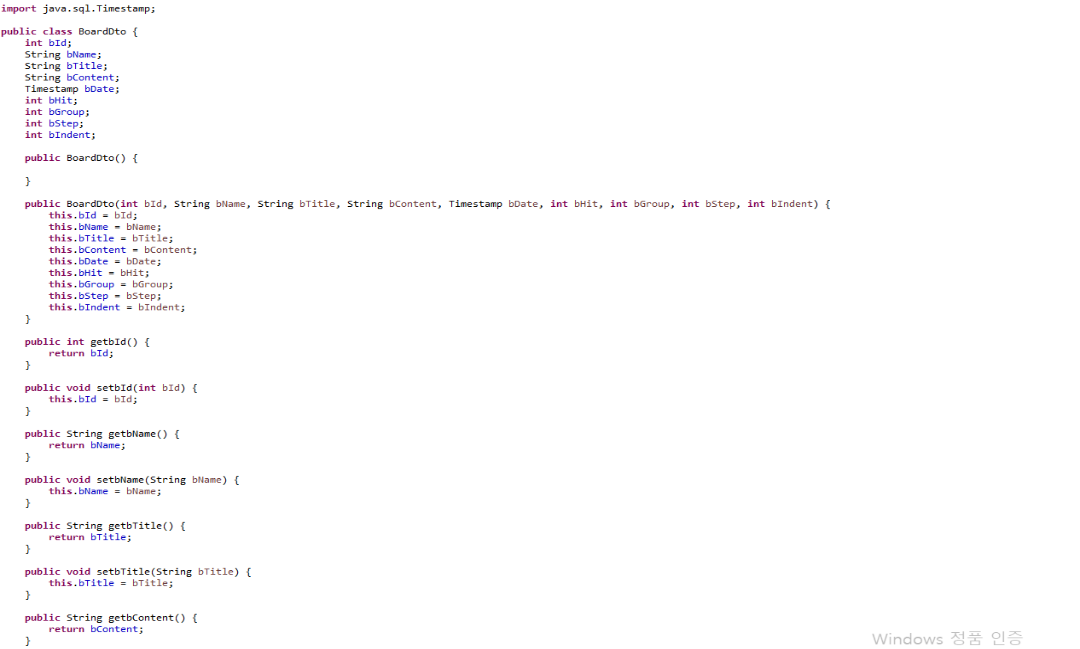 import java.sql.Timestamp;
public class BoardDto {
int bId;
String bName;
String bTitle;
String bContent;
Timestamp bDate;
int bHit;
int bGroup;
int bStep;
int bIndent;
public BoardDto() {
}
public BoardDto(int bId, String bName, String bTitle, String bContent, Timestamp bDate, int bHit, int bGroup, int bStep, int bIndent) {
this.bId = bId;
this.bName = bName;
this.bTitle = bTitle;
this.bContent = bContent;
this.bDate = bDate;
this.bHit = bHit;
this.bGroup = bGroup;
this.bStep = bStep;
this.bIndent = bIndent;
}
public int getbId() {
return bId;
}
public void setbId(int bId) {
this.bId = bId;
}
public String getbName() {
return bName;
}
public void setbName(String bName) {
this.bName = bName;
}
public String getbTitle() {
return bTitle;
}
public void setbTitle(String bTitle) {
this.bTitle = bTitle;
}
public String getbContent() {
return bContent;
}
Windows 정품 인증